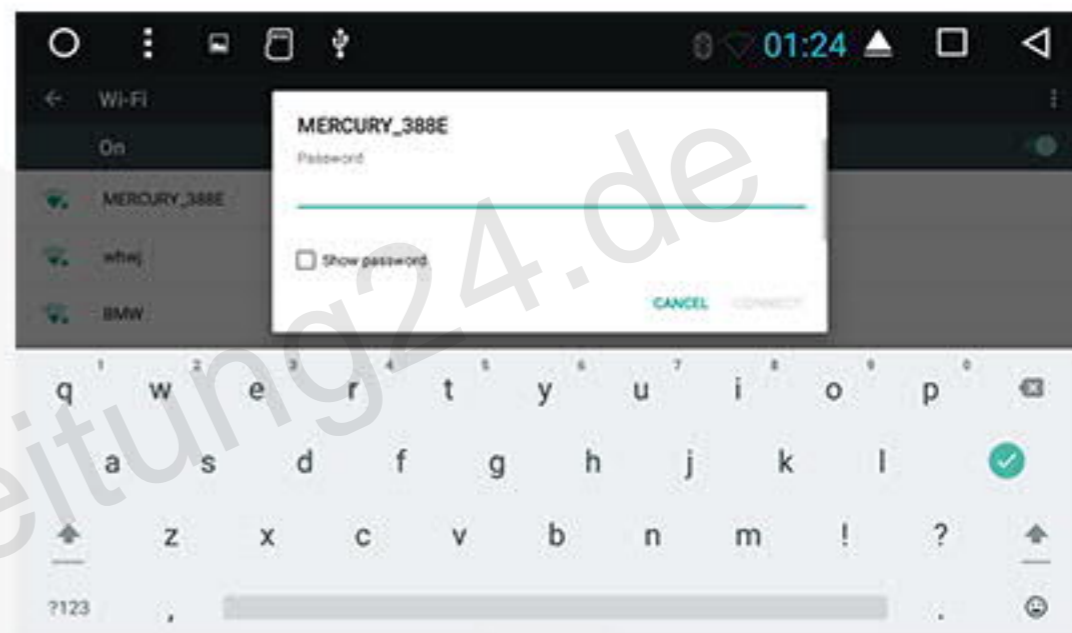 01:24
Wi-Fi
On
MERCURY_388E
Password
Show password
CANCEL CONNECT
MERCURY_388E
whwj
BMW
1 2 3 4 5 6 7 8 9 0
q w e r t y u i o p
a s d f g h j k l
z x c v b n m ! ?
?123 , .
eitung24.de